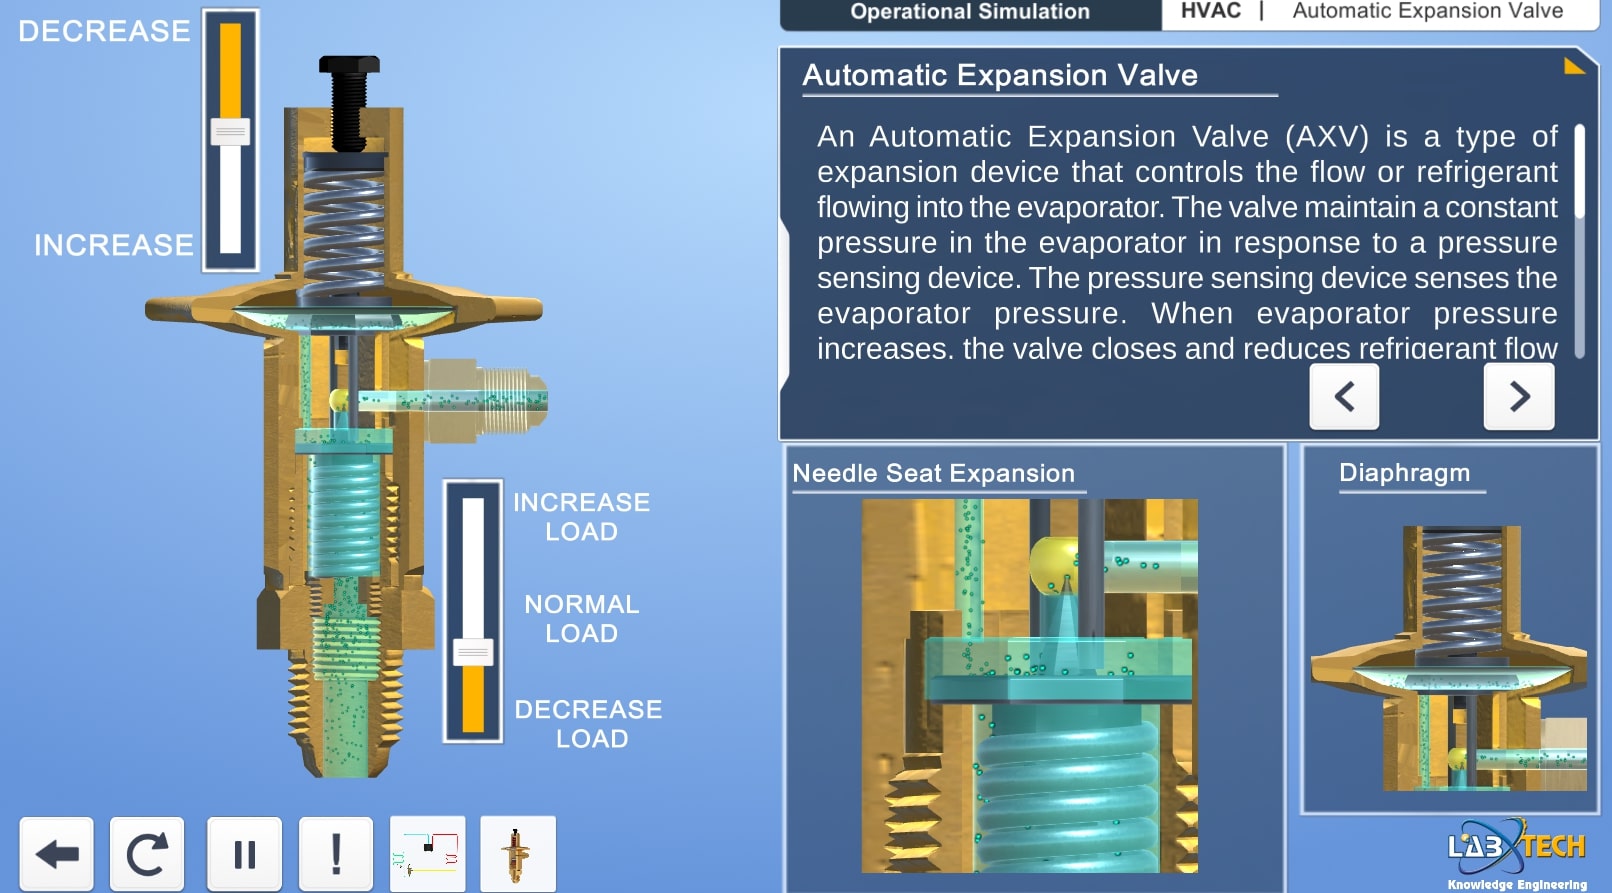 DECREASE
INCREASE
INCREASE
LOAD
NORMAL
LOAD
DECREASE
LOAD
Operational Simulation
HVAC | Automatic Expansion Valve
Automatic Expansion Valve
An Automatic Expansion Valve (AXV) is a type of
expansion device that controls the flow or refrigerant
flowing into the evaporator. The valve maintain a constant
pressure in the evaporator in response to a pressure
sensing device. The pressure sensing device senses the
evaporator pressure. When evaporator pressure
increases, the valve closes and reduces refrigerant flow
< >
Needle Seat Expansion
Diaphragm
!
LABTECH
Knowledge Engineering